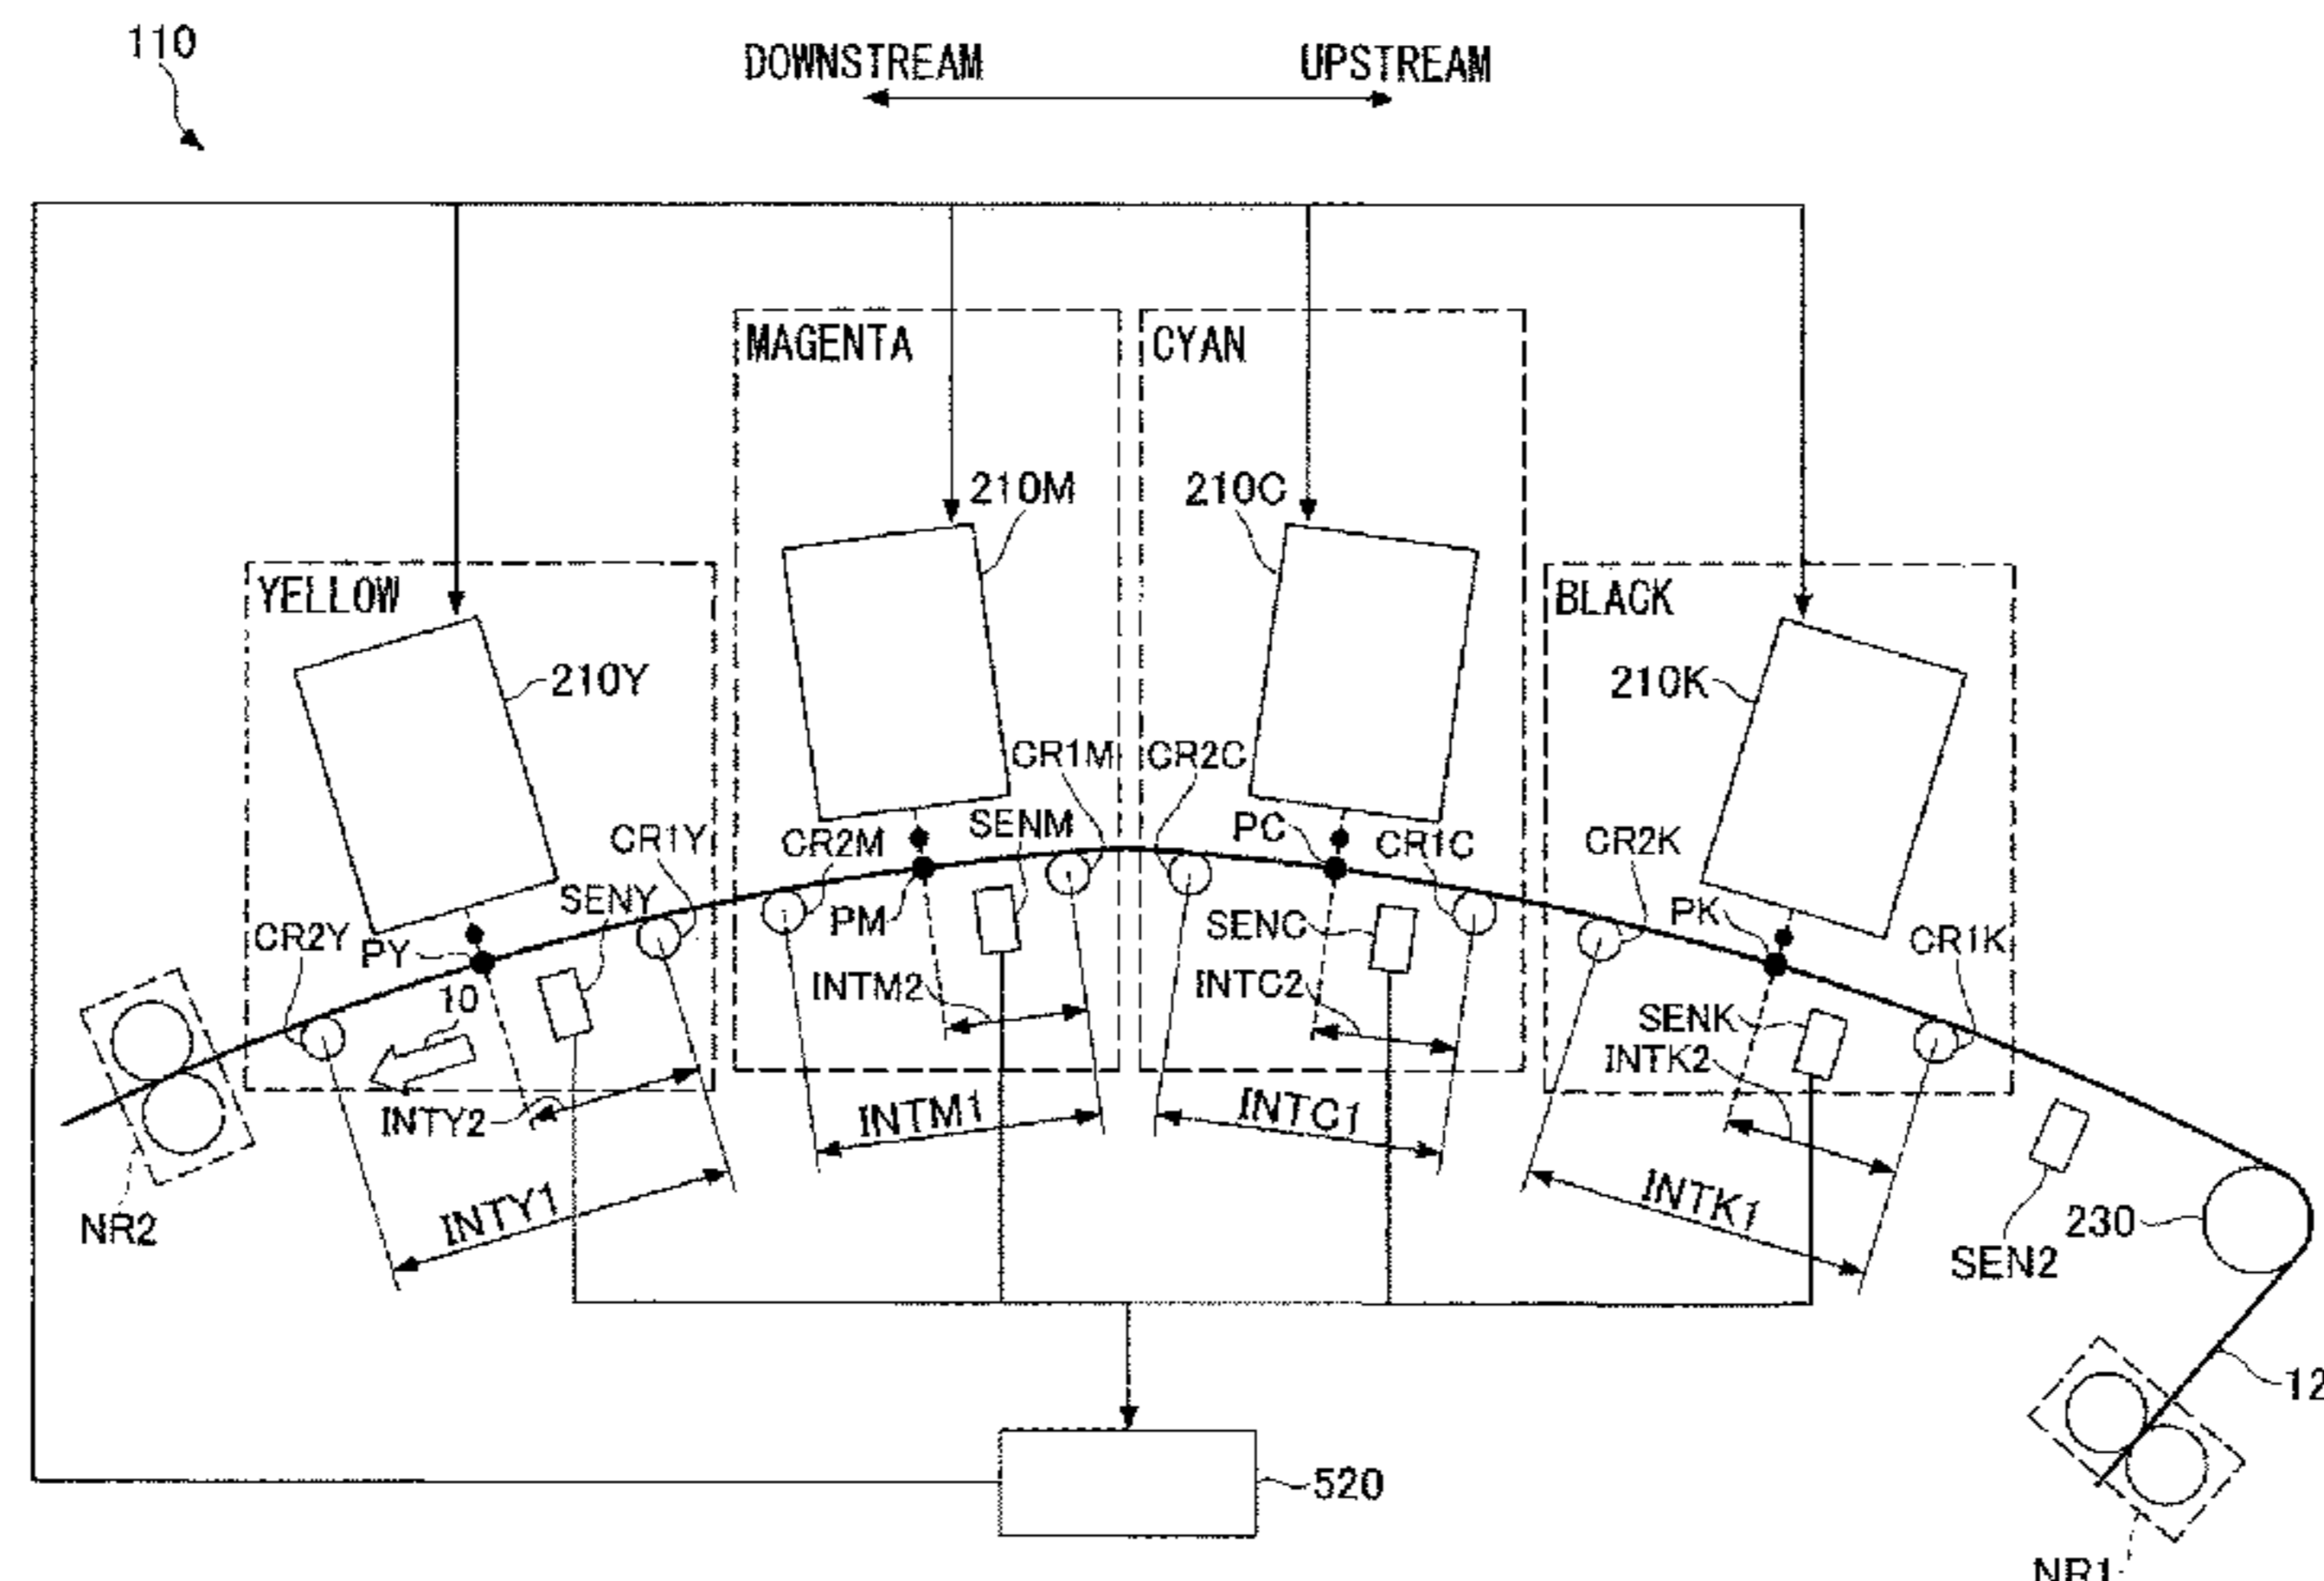 110
DOWNSTREAM
UPSTREAM
MAGENTA
CYAN
210M
210C
YELLOW
BLACK
210Y
210K
CR1M
CR2C
CR1Y
CR2M
SENM
PC
CR1C
CR2K
SENY
PK
CR2Y
PY
PM
SENC
CR1K
10
INTM2
INTC2
SENK
INTK2
INTY2
INTM1
INTC1
NR2
INTY1
INTK1
230
SEN2
12
520
NR1